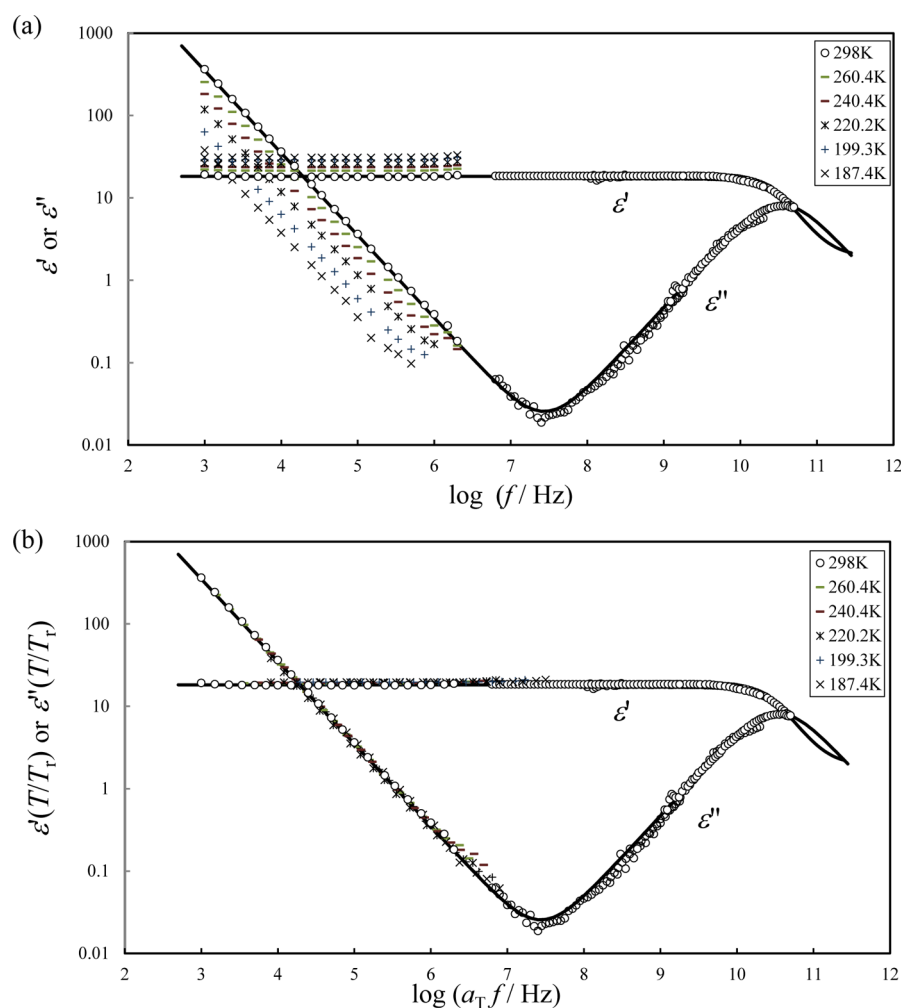 (a)
1000
100
10
1
0.1
0.01
ε' or ε"
298K
260.4K
240.4K
220.2K
199.3K
187.4K
ε'
ε"
2 3 4 5 6 7 8 9 10 11 12
log (f / Hz)
(b)
1000
100
10
1
0.1
0.01
ε'(T/Tr) or ε"(T/Tr)
298K
260.4K
240.4K
220.2K
199.3K
187.4K
ε'
ε"
2 3 4 5 6 7 8 9 10 11 12
log (aT f / Hz)